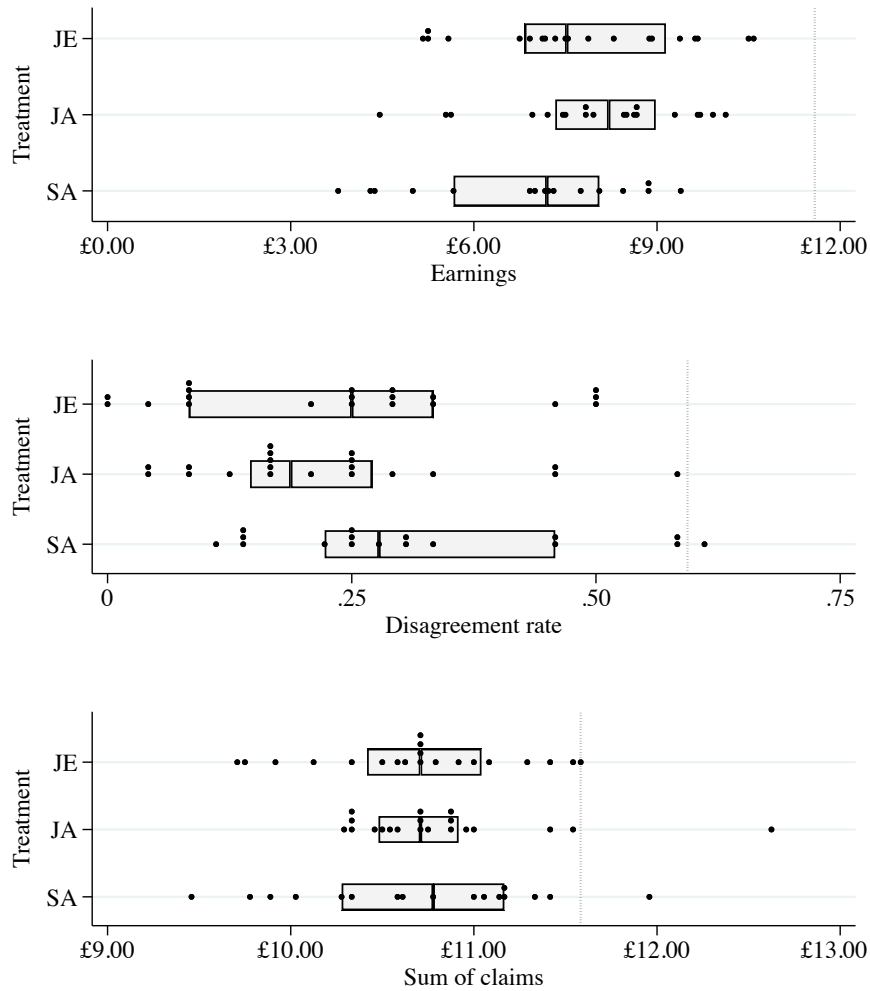 Treatment
JE
JA
SA
£0.00 £3.00 £6.00 £9.00 £12.00
Earnings
Treatment
JE
JA
SA
0 .25 .50 .75
Disagreement rate
Treatment
JE
JA
SA
£9.00 £10.00 £11.00 £12.00 £13.00
Sum of claims